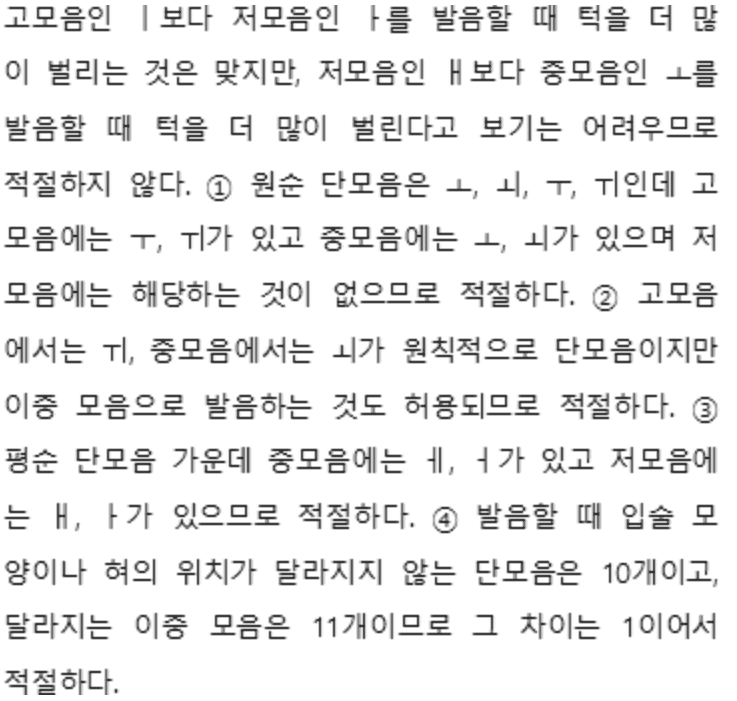 고모음인 ㅣ보다 저모음인 ㅏ를 발음할 때 턱을 더 많
이 벌리는 것은 맞지만, 저모음인 ㅐ보다 중모음인 ㅗ를
발음할 때 턱을 더 많이 벌린다고 보기는 어려우므로
적절하지 않다. ① 원순 단모음은 ㅗ, ㅚ, ㅜ, ㅟ인데 고
모음에는 ㅜ, ㅟ가 있고 중모음에는 ㅗ, ㅚ가 있으며 저
모음에는 해당하는 것이 없으므로 적절하다. ② 고모음
에서는 ㅟ, 중모음에서는 ㅚ가 원칙적으로 단모음이지만
이중 모음으로 발음하는 것도 허용되므로 적절하다. ③
평순 단모음 가운데 중모음에는 ㅔ, ㅓ가 있고 저모음에
는 ㅐ, ㅏ가 있으므로 적절하다. ④ 발음할 때 입술 모
양이나 혀의 위치가 달라지지 않는 단모음은 10개이고,
달라지는 이중 모음은 11개이므로 그 차이는 1이어서
적절하다.